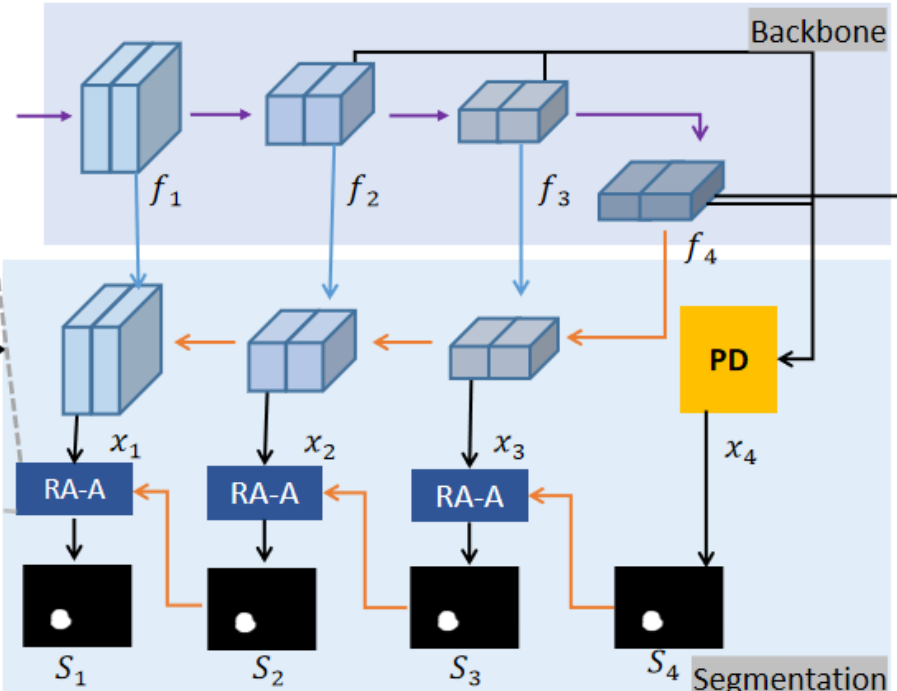 Backbone
f₁
f₂
f₃
f₄
PD
x₁
x₂
x₃
x₄
RA-A
RA-A
RA-A
S₁
S₂
S₃
S₄
Segmentation